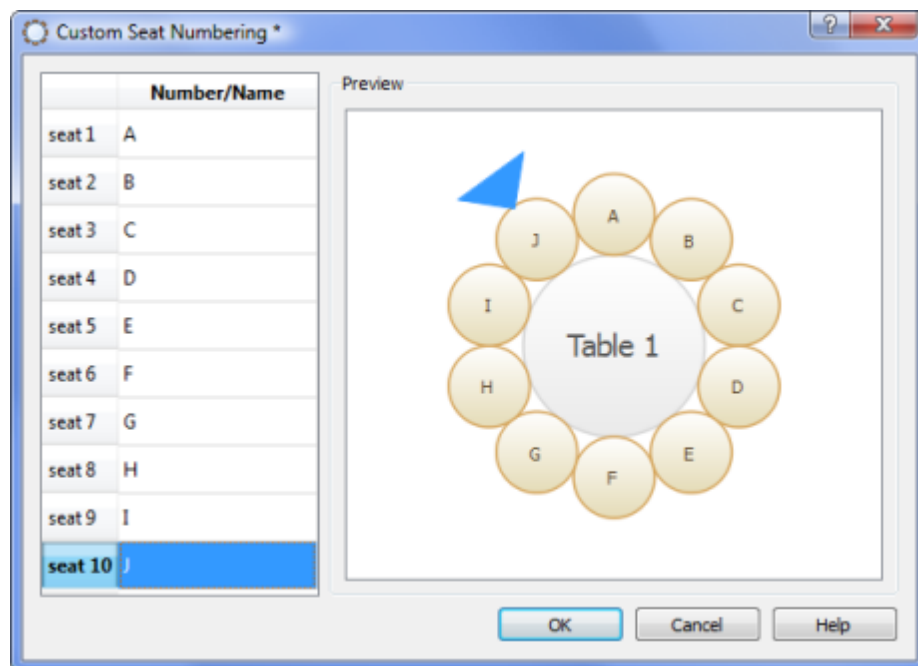 Custom Seat Numbering *
Number/Name
seat 1 A
seat 2 B
seat 3 C
seat 4 D
seat 5 E
seat 6 F
seat 7 G
seat 8 H
seat 9 I
seat 10 J
Preview
A
J B
I C
Table 1
H D
G E
F
OK Cancel Help